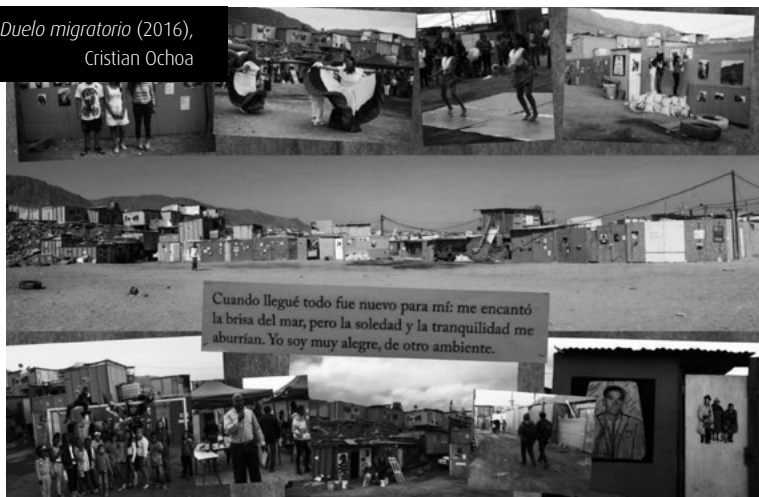 Duelo migratorio (2016),
Cristian Ochoa
Cuando llegué todo fue nuevo para mí: me encantó
la brisa del mar, pero la soledad y la tranquilidad me
aburrían. Yo soy muy alegre, de otro ambiente.